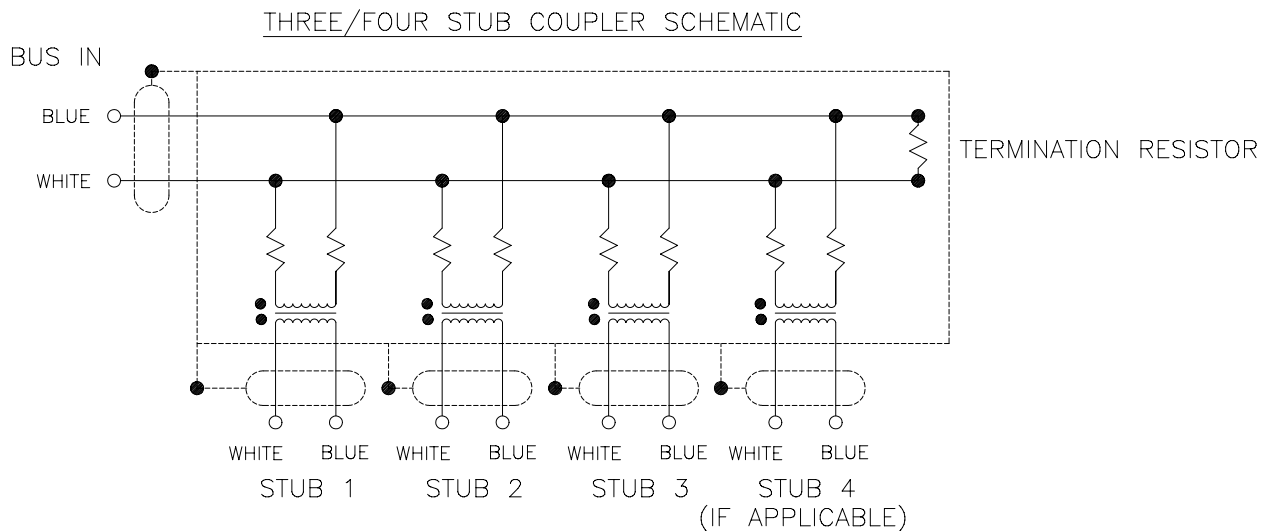 THREE/FOUR STUB COUPLER SCHEMATIC
BUS IN
BLUE
WHITE
TERMINATION RESISTOR
WHITE BLUE WHITE BLUE WHITE BLUE WHITE BLUE
STUB 1 STUB 2 STUB 3 STUB 4
(IF APPLICABLE)